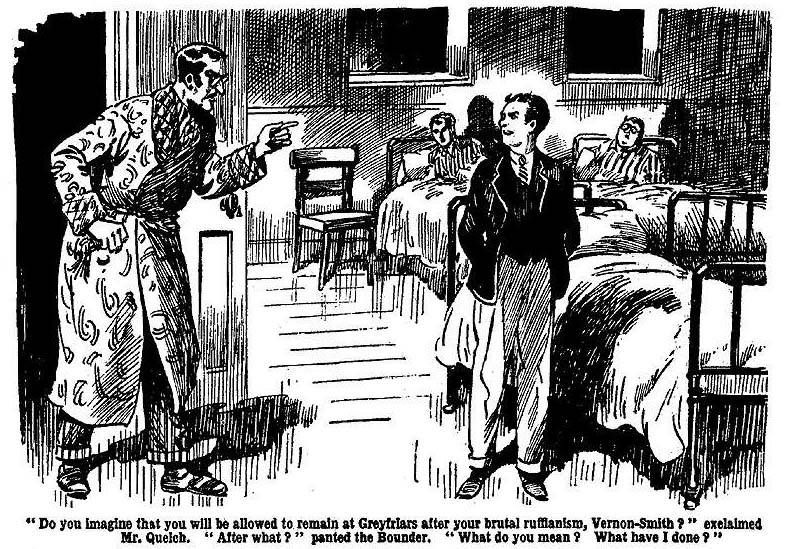 “ Do you imagine that you will be allowed to remain at Greyfriars after your brutal ruffianism, Vernon-Smith ? ” exclaimed
Mr. Quelch. “ After what ? ” panted the Bounder. “ What do you mean ? What have I done ? ”